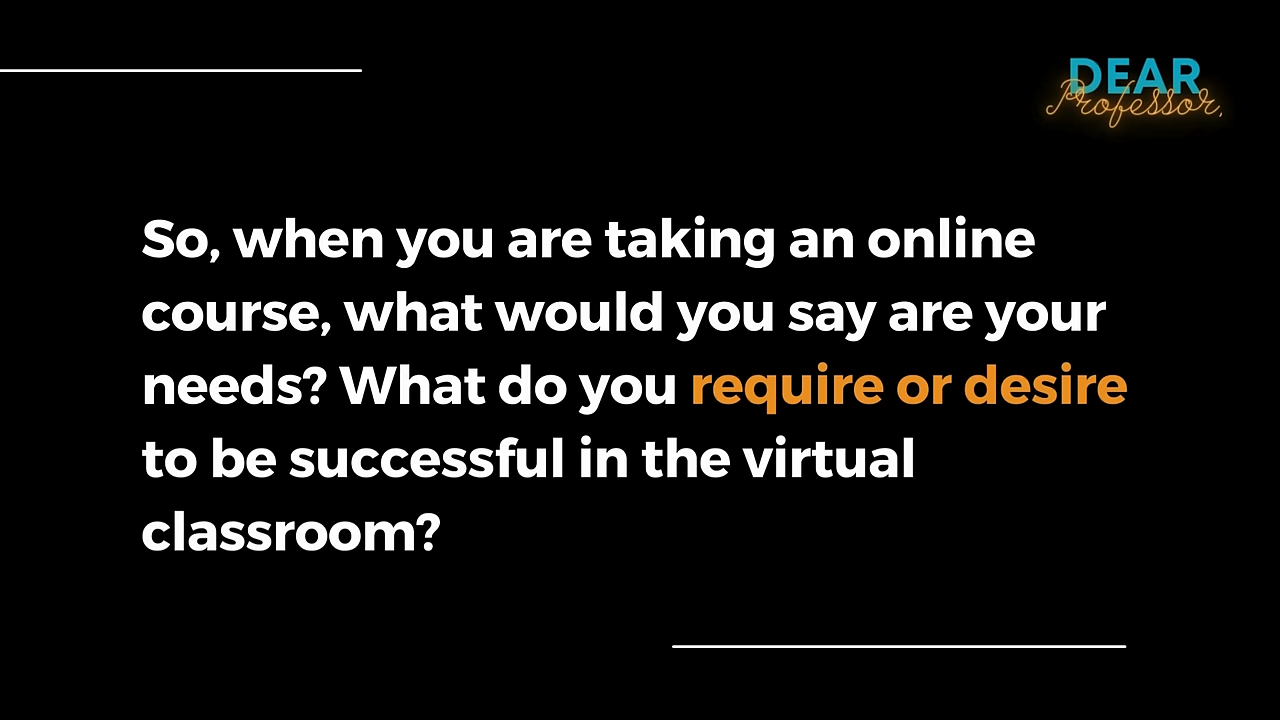 DEAR
Professor,
So, when you are taking an online
course, what would you say are your
needs? What do you require or desire
to be successful in the virtual
classroom?